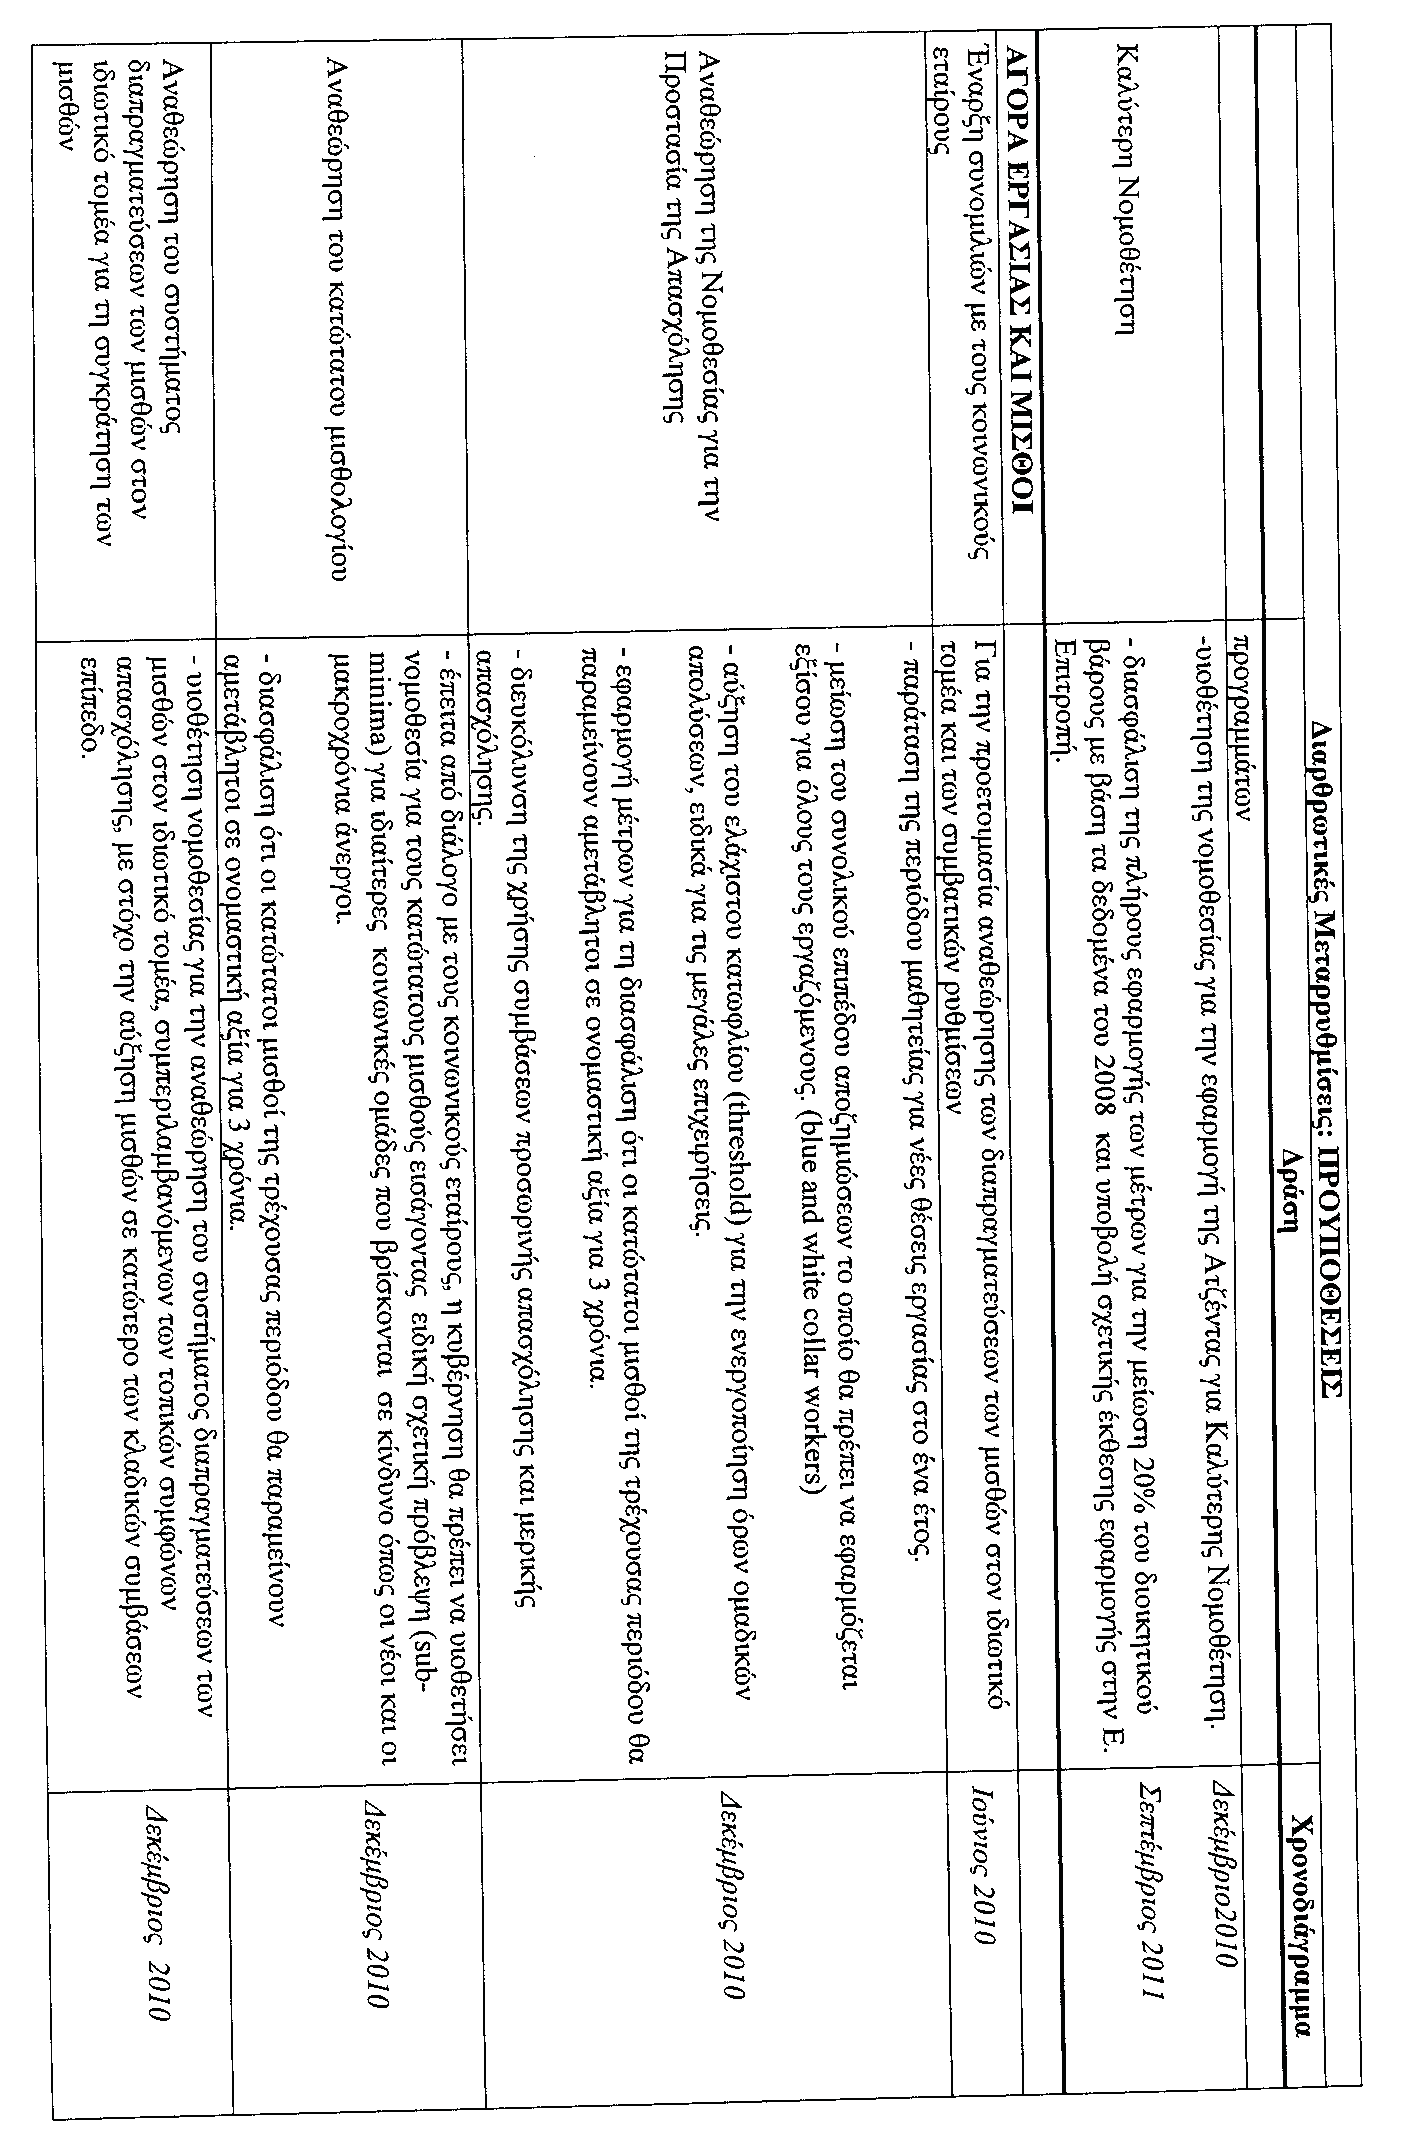 Διαρθρωτικές Μεταρρυθμίσεις: ΠΡΟΥΠΟΘΕΣΕΙΣ
Δράση
Χρονοδιάγραμμα
προγραμμάτων
Καλύτερη Νομοθέτηση
-υιοθέτηση της νομοθεσίας για την εφαρμογή της Ατζέντας για Καλύτερης Νομοθέτηση.
Δεκέμβριο2010
- διασφάλιση της πλήρους εφαρμογής των μέτρων για την μείωση 20% του διοικητικού
βάρους με βάση τα δεδομένα του 2008 και υποβολή σχετικής έκθεσης εφαρμογής στην Ε.
Επιτροπή.
Σεπτέμβριος 2011
ΑΓΟΡΑ ΕΡΓΑΣΙΑΣ ΚΑΙ ΜΙΣΘΟΙ
Έναρξη συνομιλιών με τους κοινωνικούς
εταίρους
Για την προετοιμασία αναθεώρησης των διαπραγματεύσεων των μισθών στον ιδιωτικό
τομέα και των συμβατικών ρυθμίσεων
Ιούνιος 2010
Αναθεώρηση της Νομοθεσίας για την
Προστασία της Απασχόλησης
- παράταση της περιόδου μαθητείας για νέες θέσεις εργασίας στο ένα έτος.
- μείωση του συνολικού επιπέδου αποζημιώσεων το οποίο θα πρέπει να εφαρμόζεται
εξίσου για όλους τους εργαζόμενους. (blue and white collar workers)
- αύξηση του ελάχιστου κατωφλίου (threshold) για την ενεργοποίηση όρων ομαδικών
απολύσεων, ειδικά για τις μεγάλες επιχειρήσεις.
- εφαρμογή μέτρων για τη διασφάλιση ότι οι κατώτατοι μισθοί της τρέχουσας περιόδου θα
παραμείνουν αμετάβλητοι σε ονομαστική αξία για 3 χρόνια.
- διευκόλυνση της χρήσης συμβάσεων προσωρινής απασχόλησης και μερικής
απασχόλησης.
Δεκέμβριος 2010
Αναθεώρηση του κατώτατου μισθολογίου
- έπειτα από διάλογο με τους κοινωνικούς εταίρους, η κυβέρνηση θα πρέπει να υιοθετήσει
νομοθεσία για τους κατώτατους μισθούς εισάγοντας ειδική σχετική πρόβλεψη (sub-
minima) για ιδιαίτερες κοινωνικές ομάδες που βρίσκονται σε κίνδυνο όπως οι νέοι και οι
μακροχρόνια άνεργοι.
- διασφάλιση ότι οι κατώτατοι μισθοί της τρέχουσας περιόδου θα παραμείνουν
αμετάβλητοι σε ονομαστική αξία για 3 χρόνια.
Δεκέμβριος 2010
Αναθεώρηση του συστήματος
διαπραγματεύσεων των μισθών στον
ιδιωτικό τομέα για τη συγκράτηση των
μισθών
- υιοθέτηση νομοθεσίας για την αναθεώρηση του συστήματος διαπραγματεύσεων των
μισθών στον ιδιωτικό τομέα, συμπεριλαμβανόμενων των τοπικών συμφώνων
απασχόλησης, με στόχο την αύξηση μισθών σε κατώτερο των κλαδικών συμβάσεων
επίπεδο.
Δεκέμβριος 2010